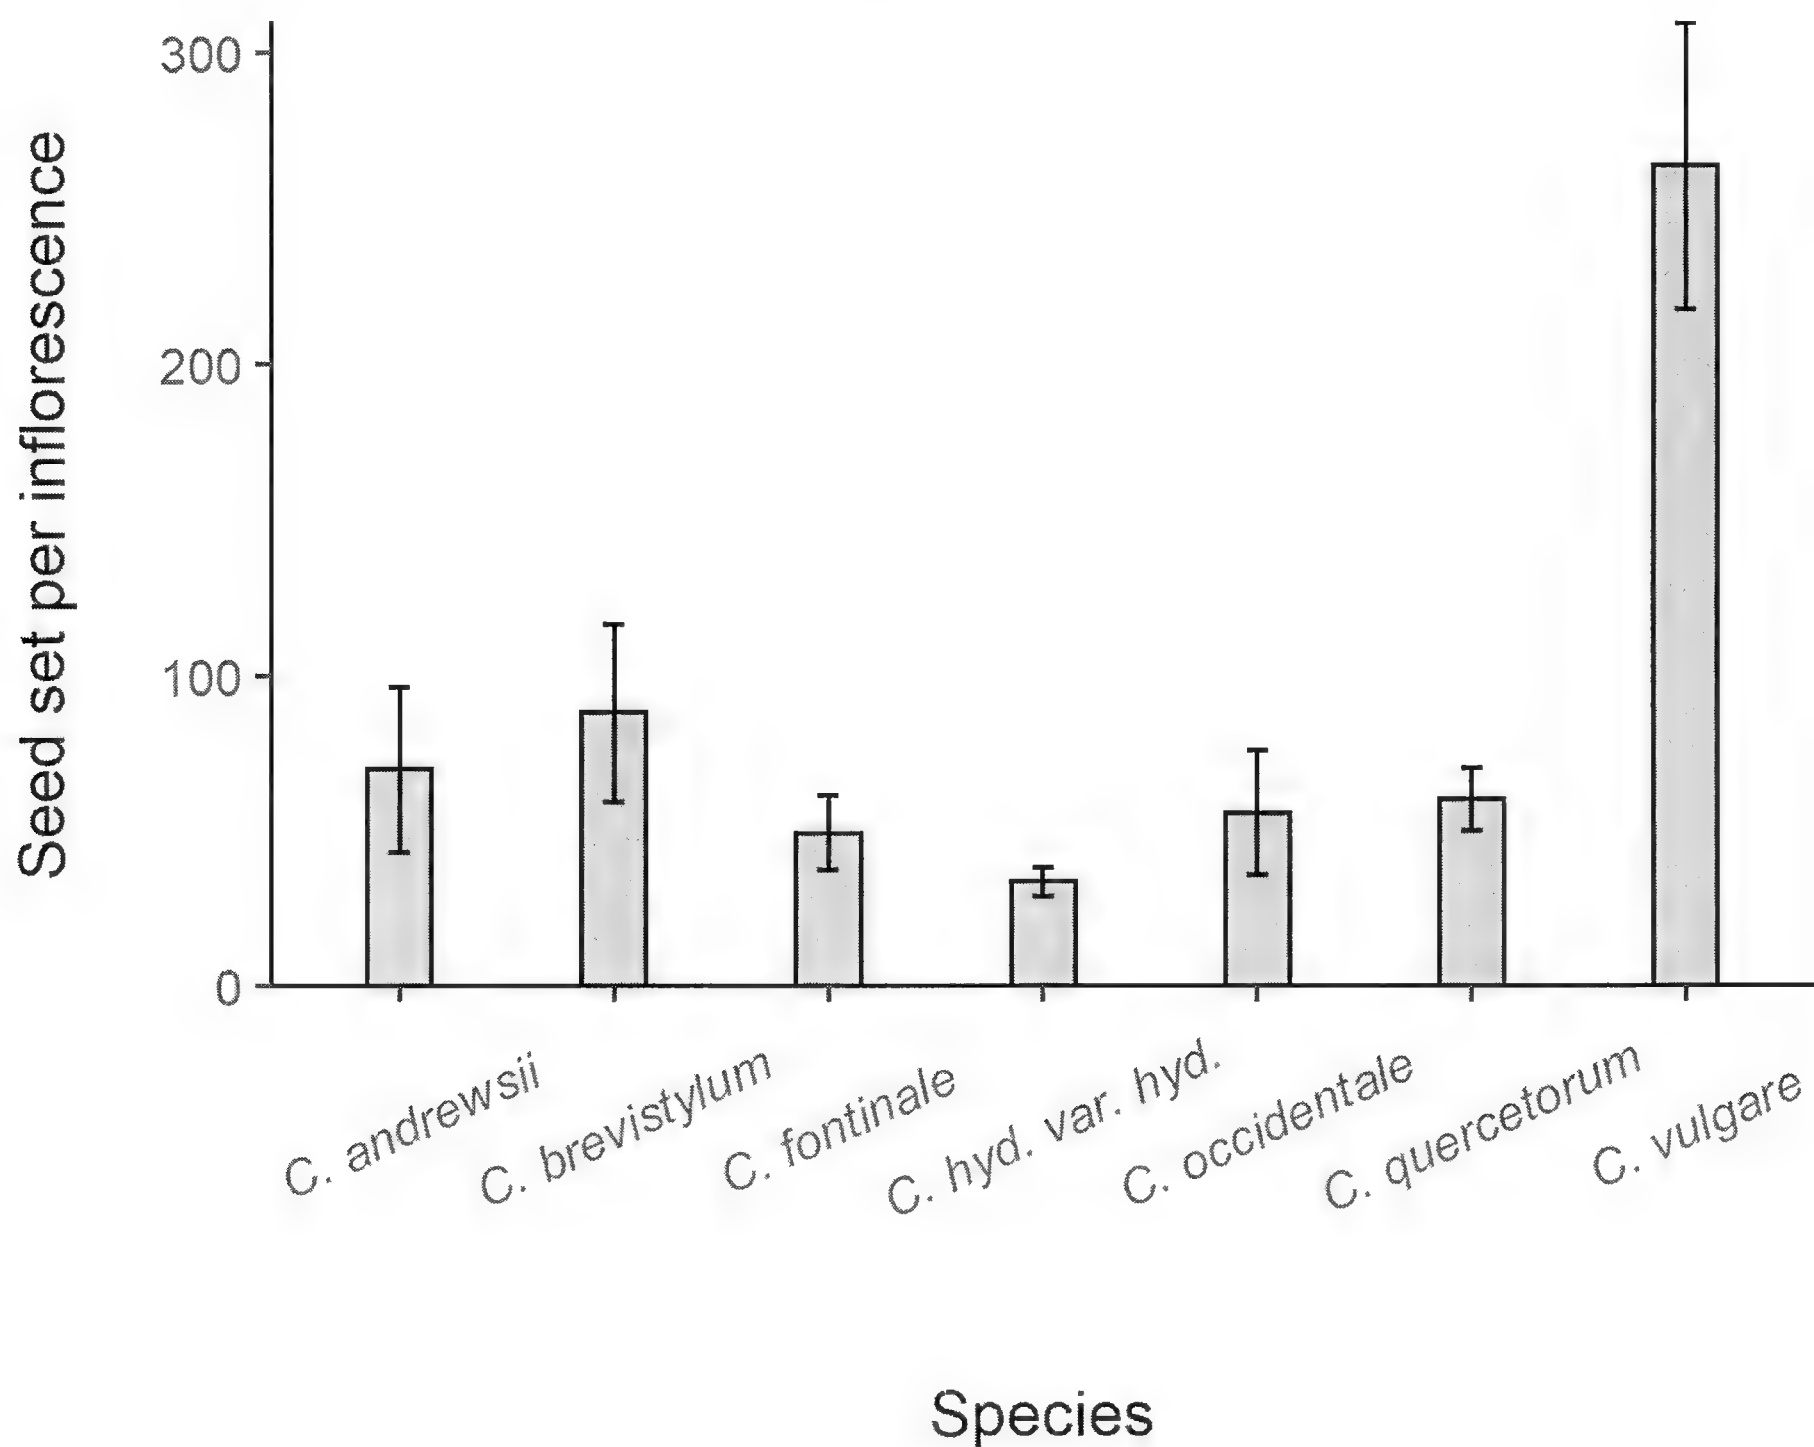 Seed set per inflorescence
300
200
100
0
C. andrewsii
C. brevistylum
C. fontinale
C. hyd. var. hyd.
C. occidentale
C. quercetorum
C. vulgare
Species